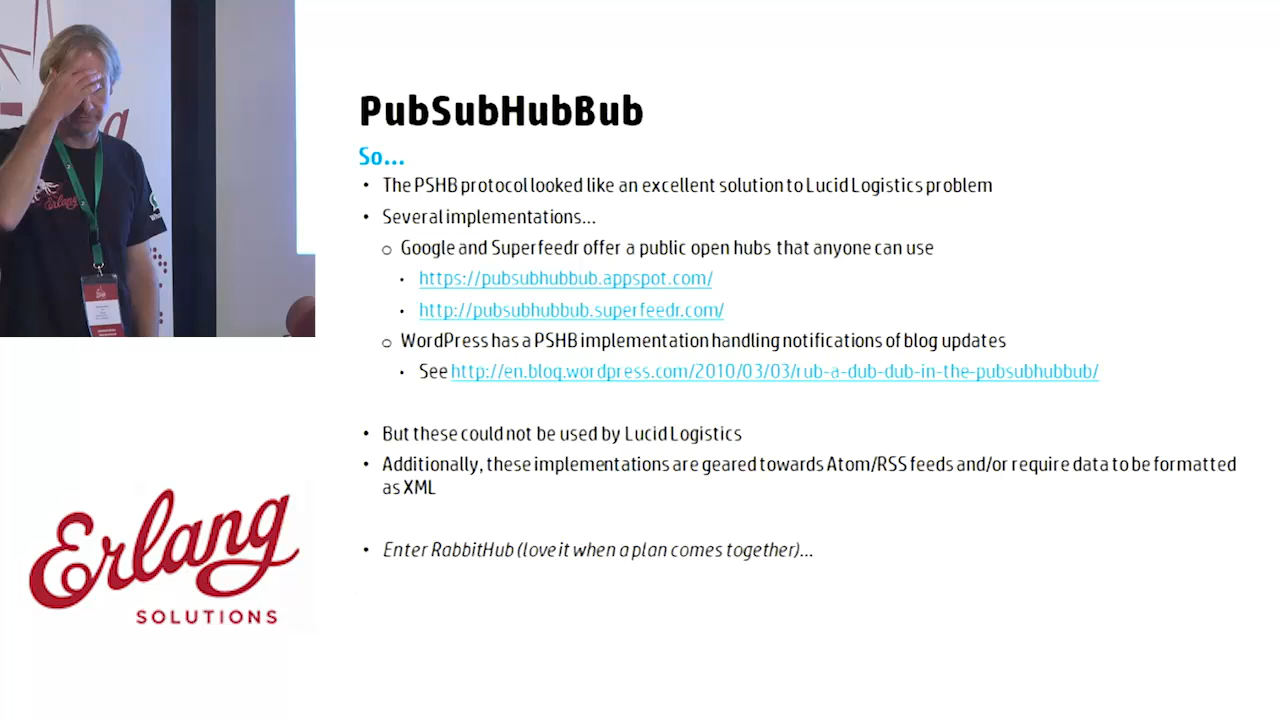 PubSubHubBub
So...
• The PSHB protocol looked like an excellent solution to Lucid Logistics problem
• Several implementations...
o Google and Superfeedr offer a public open hubs that anyone can use
• https://pubsubhubbub.appspot.com/
• http://pubsubhubbub.superfeedr.com/
o WordPress has a PSHB implementation handling notifications of blog updates
• See http://en.blog.wordpress.com/2010/03/03/rub-a-dub-dub-in-the-pubsubhubbub/
• But these could not be used by Lucid Logistics
• Additionally, these implementations are geared towards Atom/RSS feeds and/or require data to be formatted
as XML
• Enter RabbitHub (love it when a plan comes together)...
Erlang
Erlang
SOLUTIONS